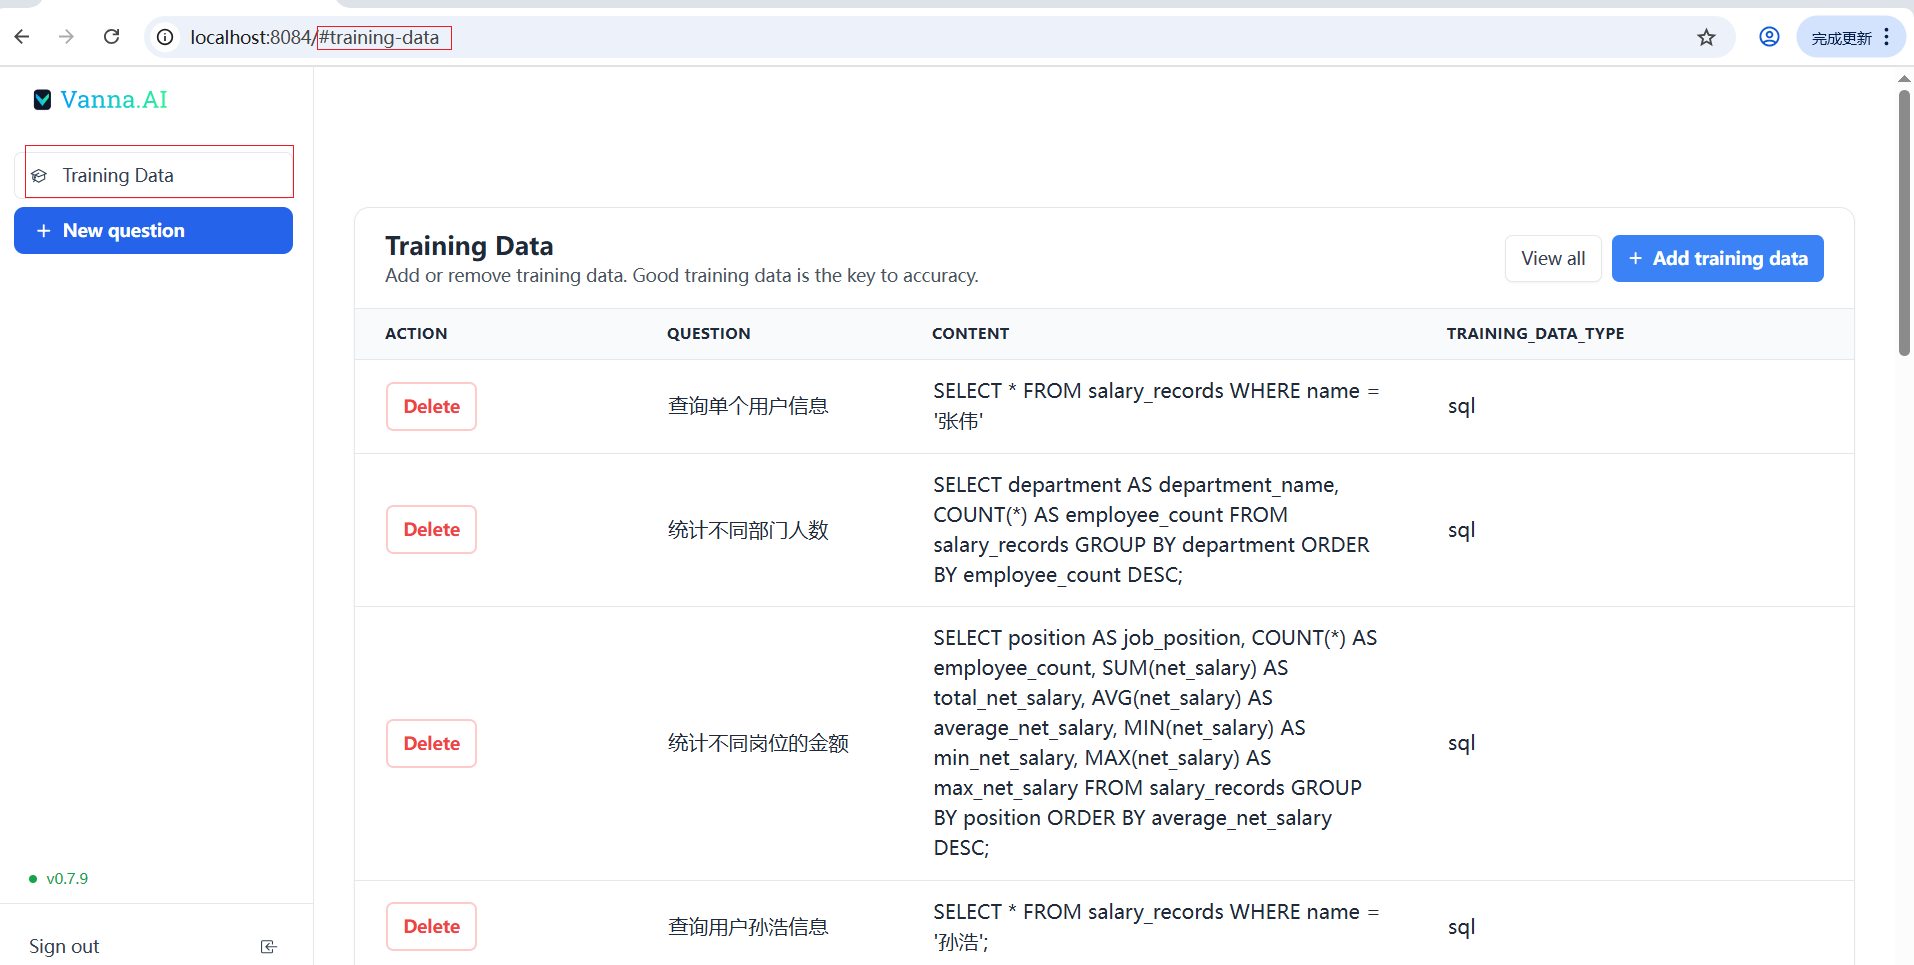 localhost:8084/#training-data
完成更新
Vanna.AI
Training Data
+ New question
Training Data
Add or remove training data. Good training data is the key to accuracy.
View all
+ Add training data
ACTION QUESTION CONTENT TRAINING_DATA_TYPE
Delete
查询单个用户信息
SELECT * FROM salary_records WHERE name =
'张伟'
sql
Delete
统计不同部门人数
SELECT department AS department_name,
COUNT(*) AS employee_count FROM
salary_records GROUP BY department ORDER
BY employee_count DESC;
sql
Delete
统计不同岗位的金额
SELECT position AS job_position, COUNT(*) AS
employee_count, SUM(net_salary) AS
total_net_salary, AVG(net_salary) AS
average_net_salary, MIN(net_salary) AS
min_net_salary, MAX(net_salary) AS
max_net_salary FROM salary_records GROUP
BY position ORDER BY average_net_salary
DESC;
sql
Delete
查询用户孙浩信息
SELECT * FROM salary_records WHERE name =
'孙浩';
sql
v0.7.9
Sign out